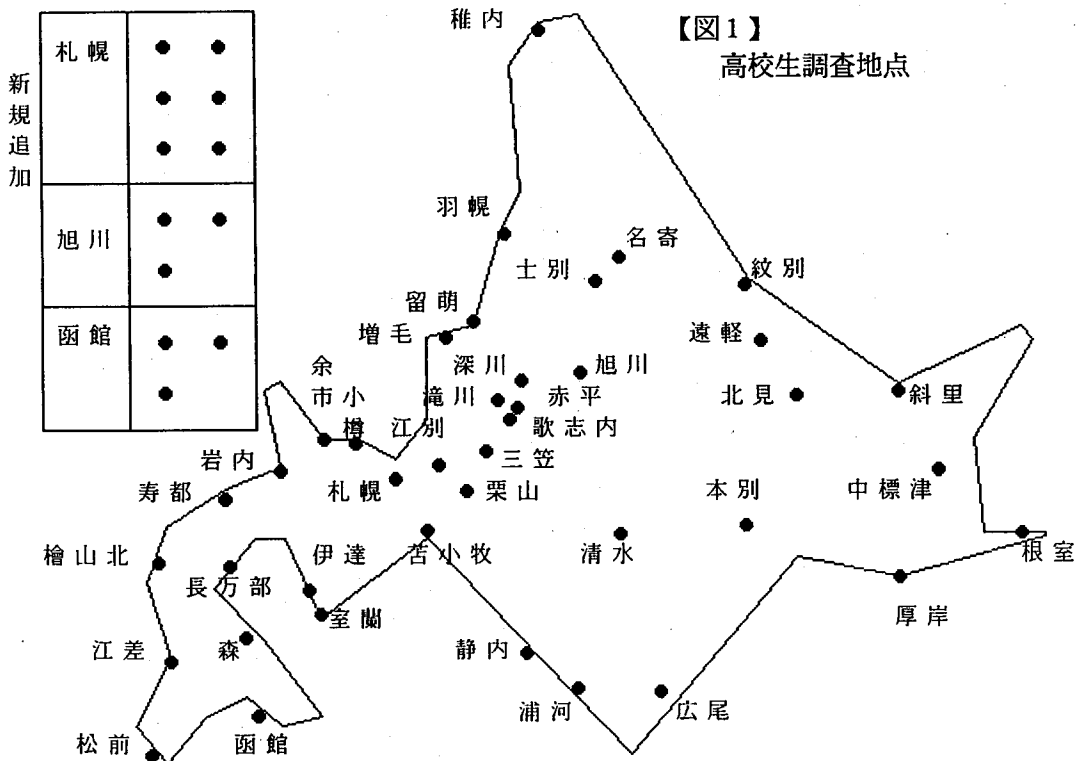 【図1】
高校生調査地点
新規追加
札幌
旭川
函館
稚内
羽幌
名寄
士別
紋別
留萌
増毛
遠軽
深川
旭川
余市
小樽
滝川
赤平
北見
斜里
江別
歌志内
岩内
三笠
寿都
札幌
栗山
本別
中標津
檜山北
伊達
苫小牧
清水
根室
長万部
室蘭
厚岸
江差
森
静内
浦河
広尾
松前
函館